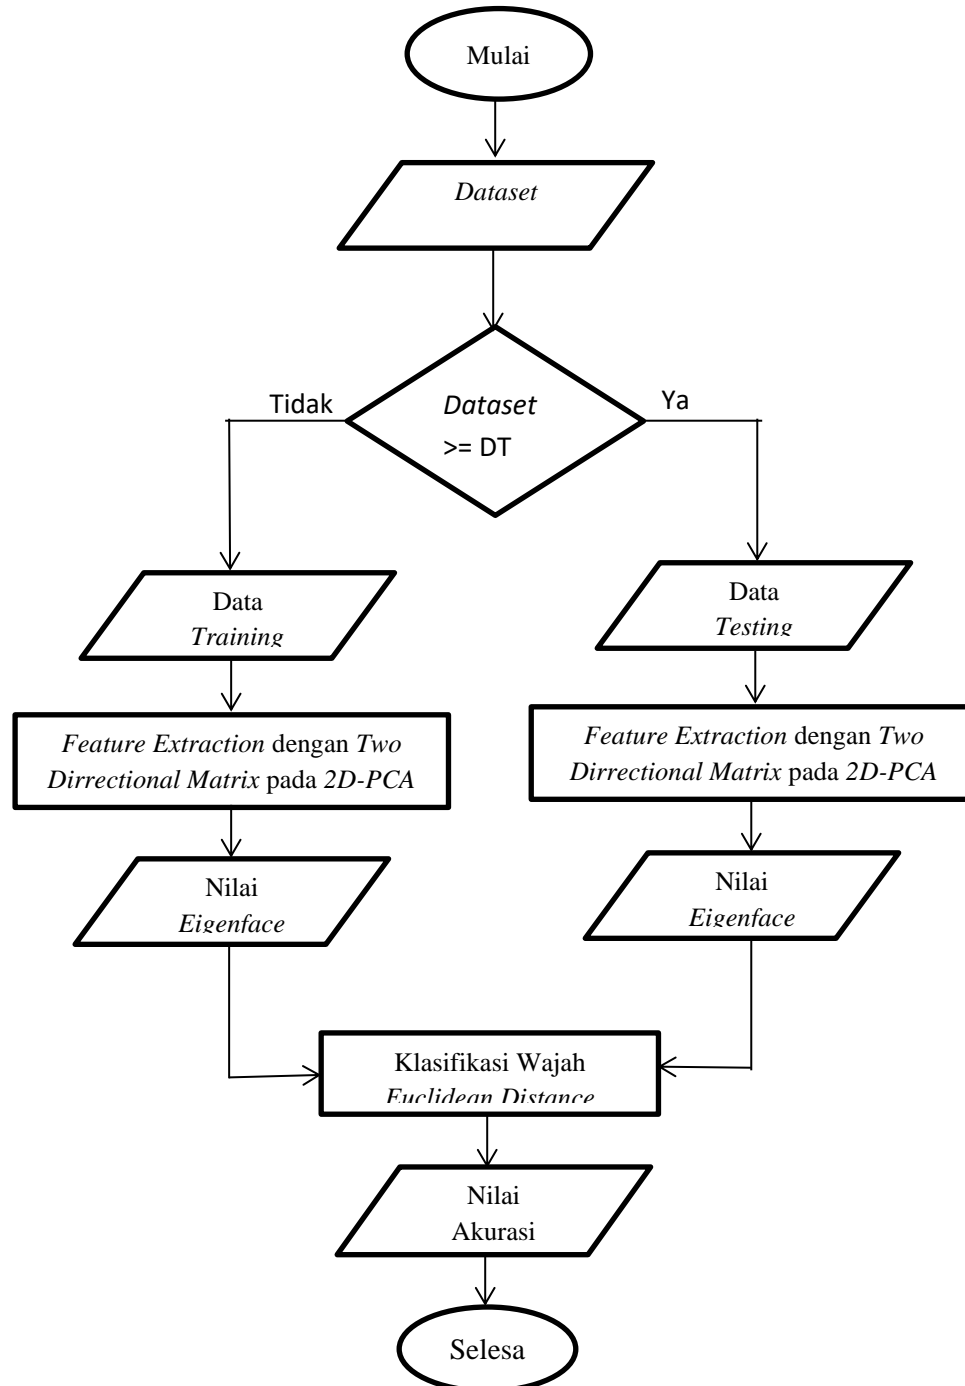 Mulai
Dataset
Tidak
Ya
Dataset
>= DT
Data
Training
Data
Testing
Feature Extraction dengan Two
Dirrectional Matrix pada 2D-PCA
Feature Extraction dengan Two
Dirrectional Matrix pada 2D-PCA
Nilai
Eigenface
Nilai
Eigenface
Klasifikasi Wajah
Euclidean Distance
Nilai
Akurasi
Selesa